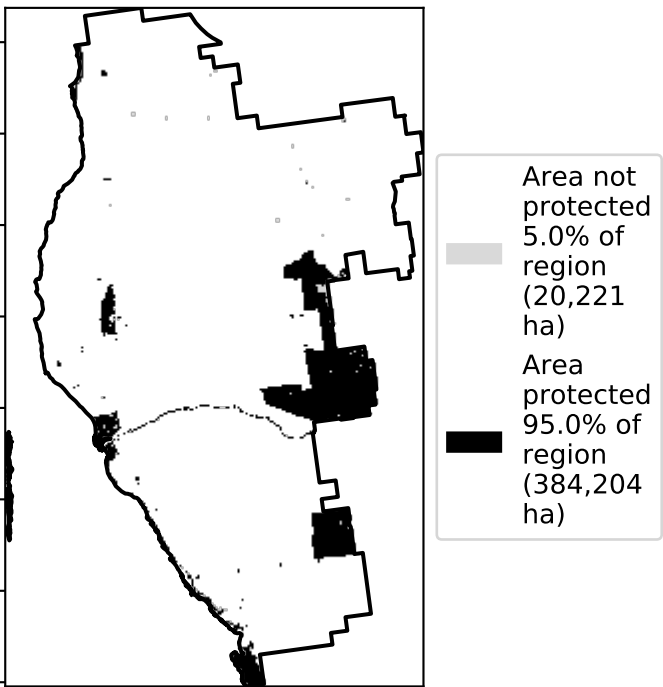 Area not
protected
5.0% of
region
(20,221
ha)
Area
protected
95.0% of
region
(384,204
ha)